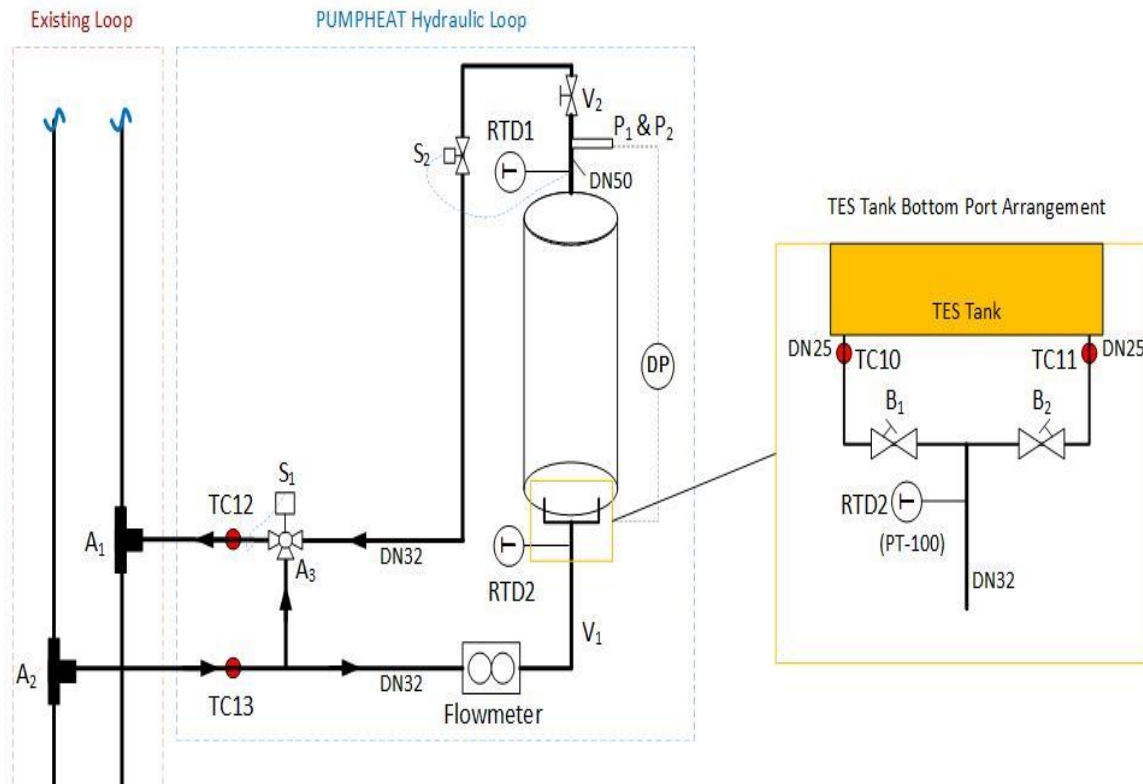 Existing Loop
PUMPHEAT Hydraulic Loop
V₂
RTD1
P₁ & P₂
S₂
T
DN50
TES Tank Bottom Port Arrangement
TES Tank
DN25
TC10
TC11
DN25
DP
B₁
B₂
S₁
TC12
RTD2
T
(PT-100)
A₁
DN32
T
A₃
RTD2
DN32
V₁
A₂
DN32
TC13
Flowmeter